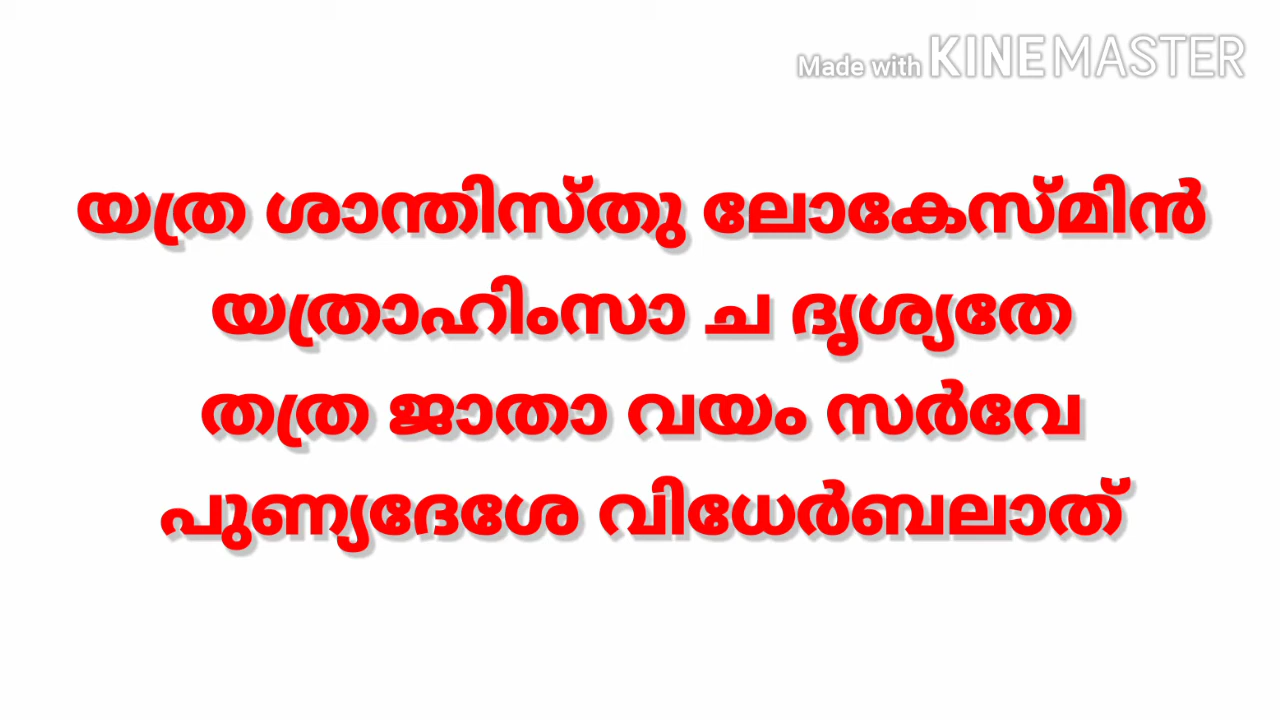 Made with KINEMASTER
യത്ര ശാന്തിസ്തു ലോകേസ്മിൻ
യത്രാഹിംസാ ച ദൃശ്യതേ
തത്ര ജാതാ വയം സർവേ
പുണ്യദേശേ വിധേർബലാത്